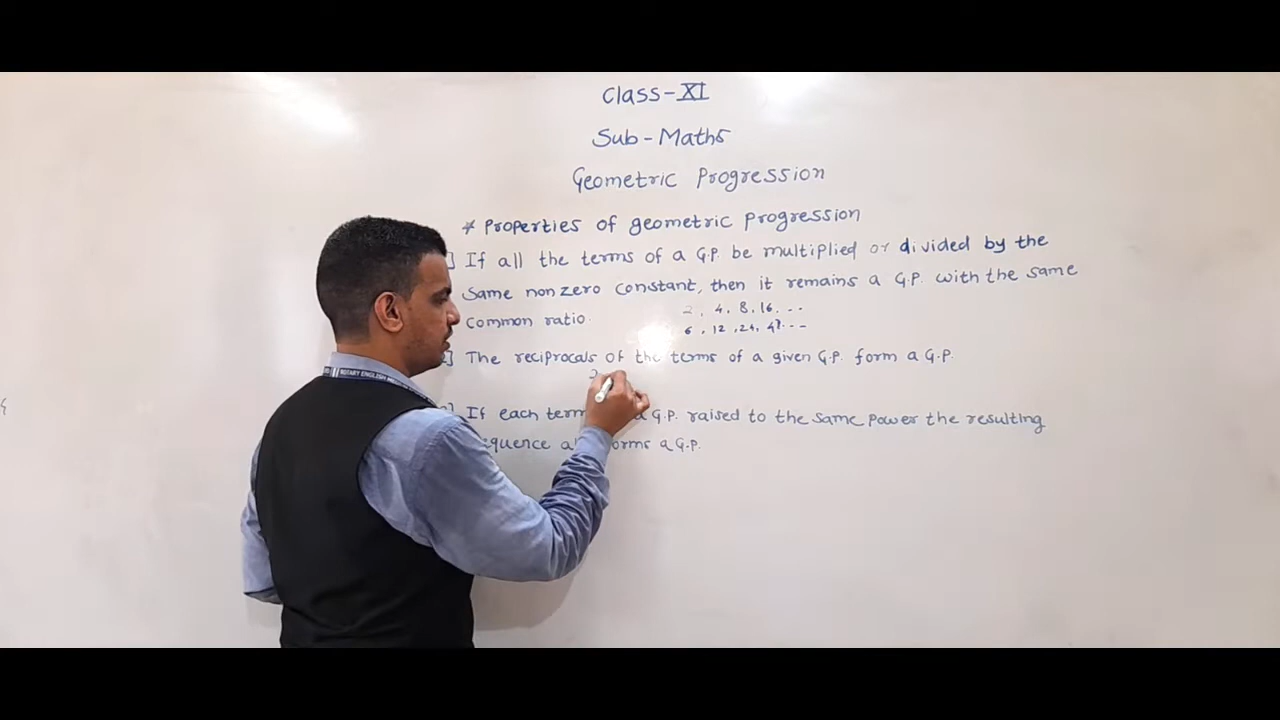 Class-XI
Sub-Maths
Geometric Progression
* Properties of geometric progression
] If all the terms of a G.P. be multiplied or divided by the
same nonzero constant, then it remains a G.P. with the same
common ratio.
2, 4, 8, 16...
6, 12, 24, 48...
] The reciprocals of the terms of a given G.P. form a G.P.
2
] If each term a G.P. raised to the same power the resulting
forms a G.P.
ROTARY ENGLISH